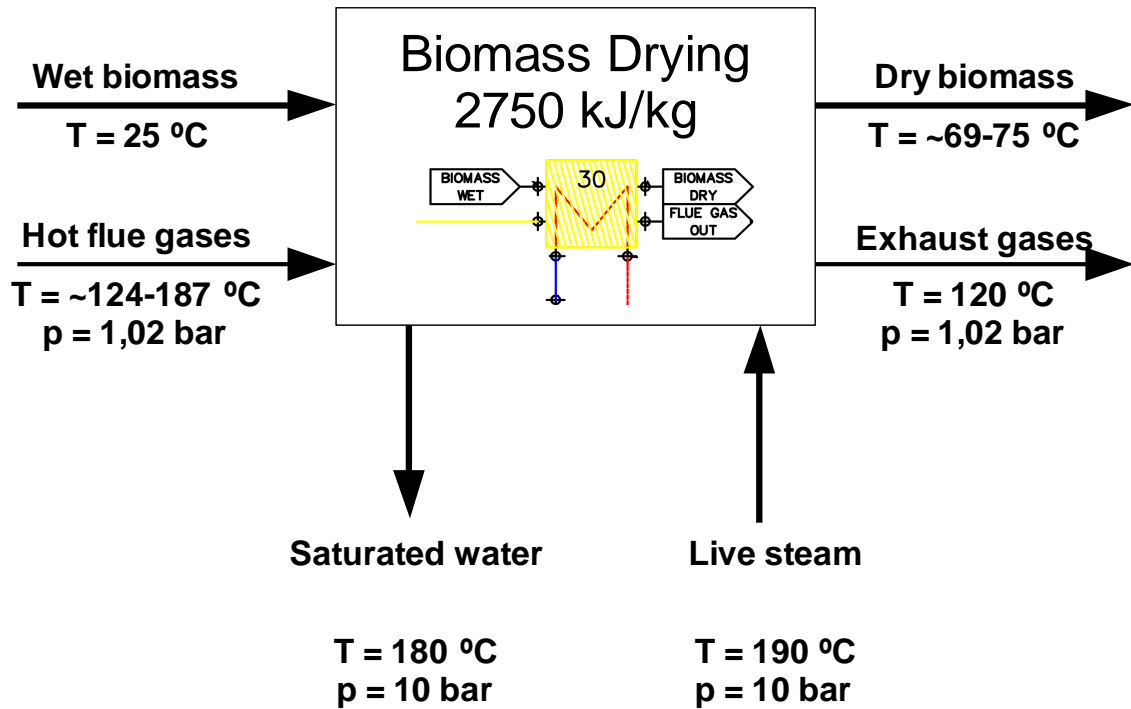 Biomass Drying
2750 kJ/kg
Wet biomass
T = 25 ºC
Dry biomass
T = ~69-75 ºC
BIOMASS
WET
30
BIOMASS
DRY
FLUE GAS
OUT
Hot flue gases
T = ~124-187 ºC
p = 1,02 bar
Exhaust gases
T = 120 ºC
p = 1,02 bar
Saturated water
T = 180 ºC
p = 10 bar
Live steam
T = 190 ºC
p = 10 bar